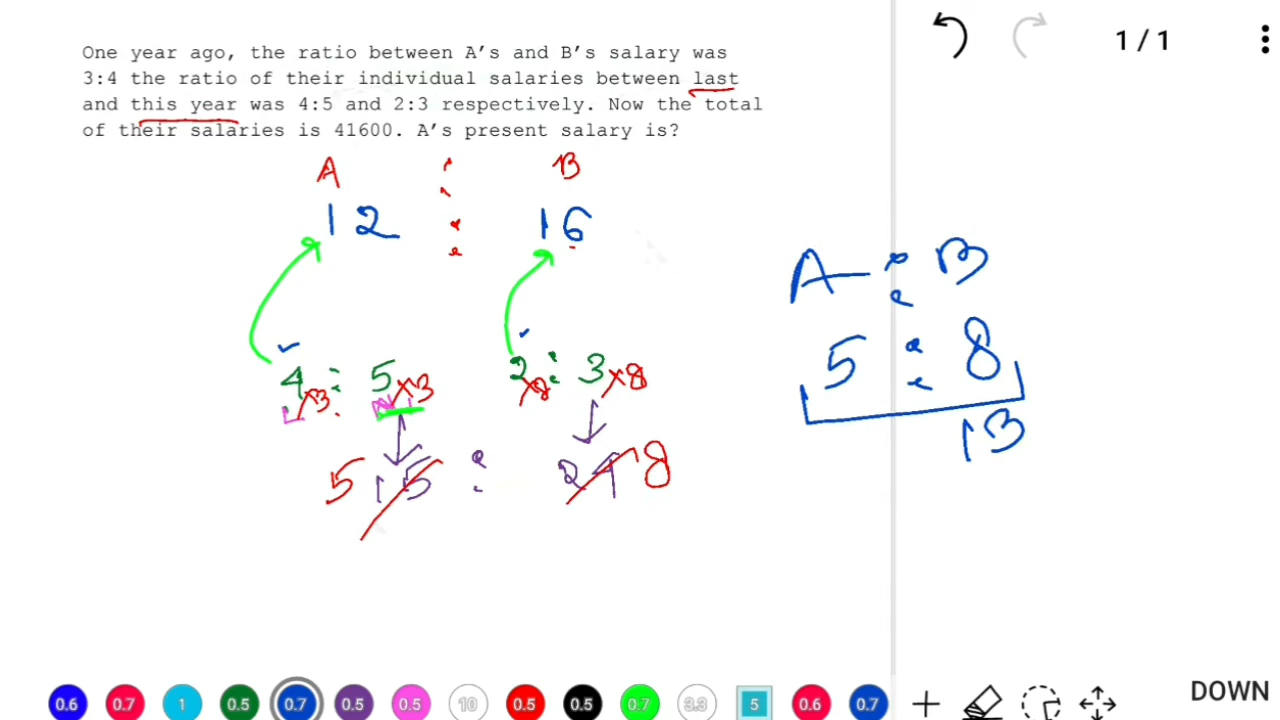 1 / 1
One year ago, the ratio between A's and B's salary was
3:4 the ratio of their individual salaries between last
and this year was 4:5 and 2:3 respectively. Now the total
of their salaries is 41600. A's present salary is?
A : B
12 : 16
A : B
5 : 8
13
4 : 5 2 : 3
×3 ×3 ×8 ×8
5 15 : 24 8
0.6 0.7 1 0.5 0.7 0.5 0.5 10 0.5 0.5 0.7 3.3 5 0.6 0.7 DOWN